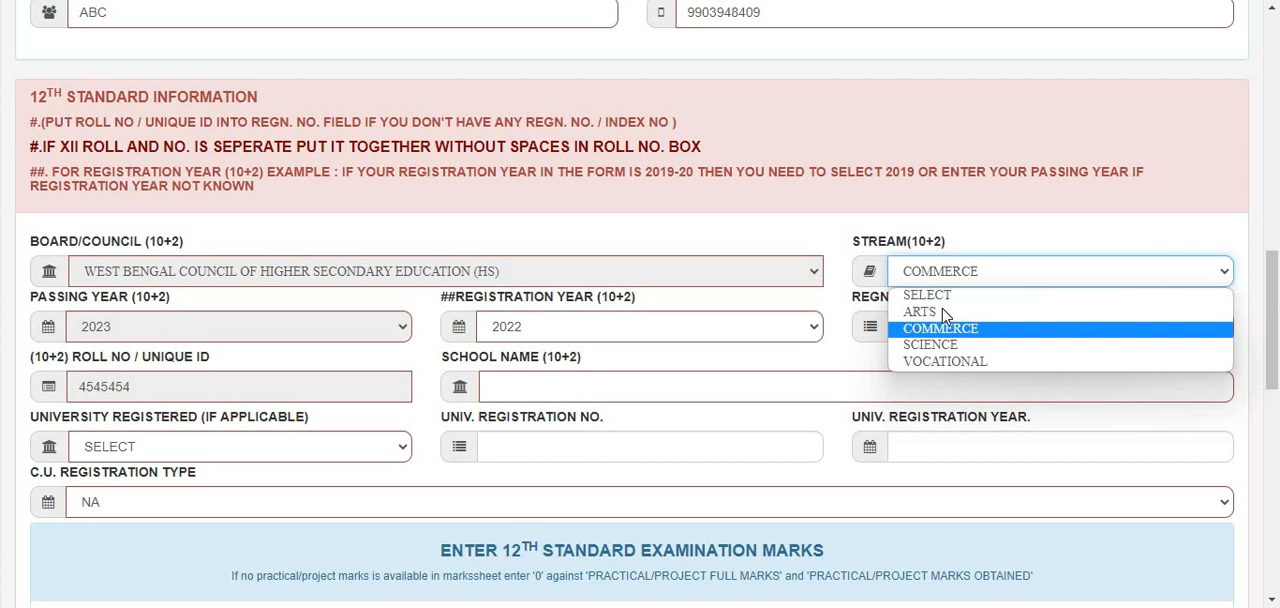 ABC
9903948409
12TH STANDARD INFORMATION
#.(PUT ROLL NO / UNIQUE ID INTO REGN. NO. FIELD IF YOU DON'T HAVE ANY REGN. NO. / INDEX NO )
#.IF XII ROLL AND NO. IS SEPERATE PUT IT TOGETHER WITHOUT SPACES IN ROLL NO. BOX
##. FOR REGISTRATION YEAR (10+2) EXAMPLE : IF YOUR REGISTRATION YEAR IN THE FORM IS 2019-20 THEN YOU NEED TO SELECT 2019 OR ENTER YOUR PASSING YEAR IF
REGISTRATION YEAR NOT KNOWN
BOARD/COUNCIL (10+2)
STREAM(10+2)
WEST BENGAL COUNCIL OF HIGHER SECONDARY EDUCATION (HS)
COMMERCE
SELECT
ARTS
COMMERCE
SCIENCE
VOCATIONAL
PASSING YEAR (10+2)
##REGISTRATION YEAR (10+2)
REGN
2023
2022
(10+2) ROLL NO / UNIQUE ID
SCHOOL NAME (10+2)
4545454
UNIVERSITY REGISTERED (IF APPLICABLE)
UNIV. REGISTRATION NO.
UNIV. REGISTRATION YEAR.
SELECT
C.U. REGISTRATION TYPE
NA
ENTER 12TH STANDARD EXAMINATION MARKS
If no practical/project marks is available in markssheet enter '0' against 'PRACTICAL/PROJECT FULL MARKS' and 'PRACTICAL/PROJECT MARKS OBTAINED'